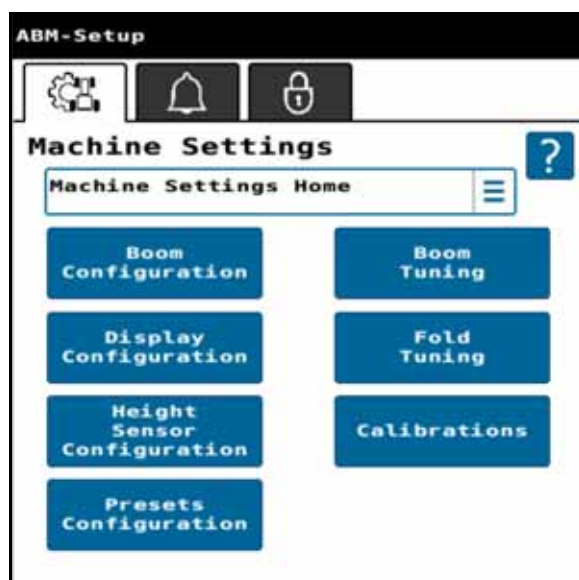 ABM-Setup
Machine Settings
?
Machine Settings Home
Boom
Configuration
Boom
Tuning
Display
Configuration
Fold
Tuning
Height
Sensor
Configuration
Calibrations
Presets
Configuration